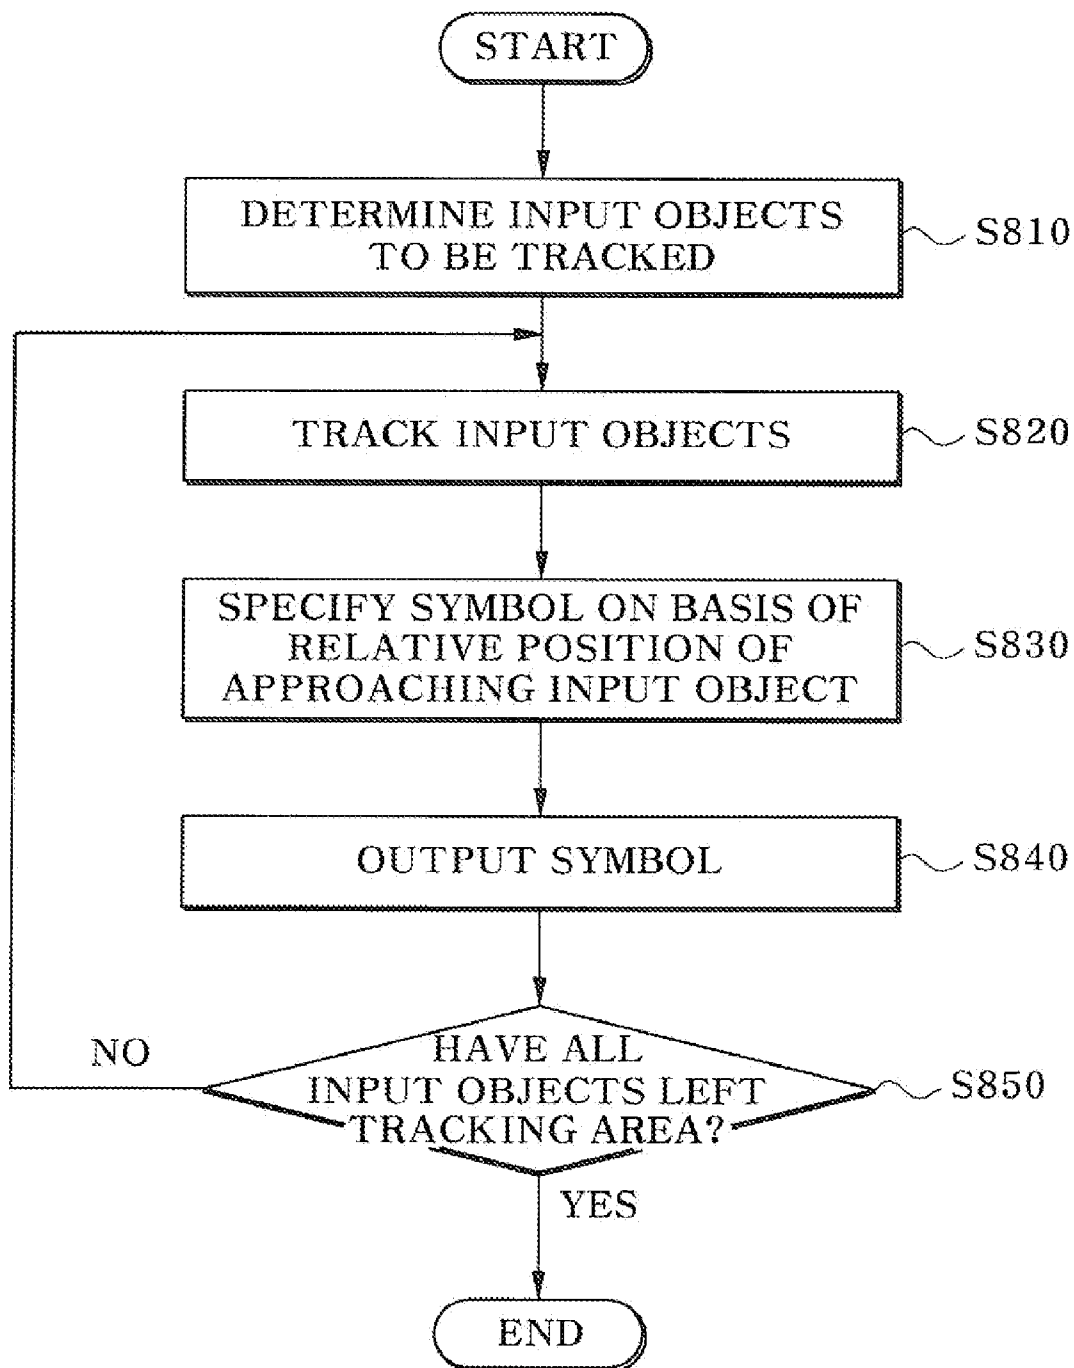 START
DETERMINE INPUT OBJECTS
TO BE TRACKED
S810
TRACK INPUT OBJECTS
S820
SPECIFY SYMBOL ON BASIS OF
RELATIVE POSITION OF
APPROACHING INPUT OBJECT
S830
OUTPUT SYMBOL
S840
NO
HAVE ALL
INPUT OBJECTS LEFT
TRACKING AREA?
S850
YES
END